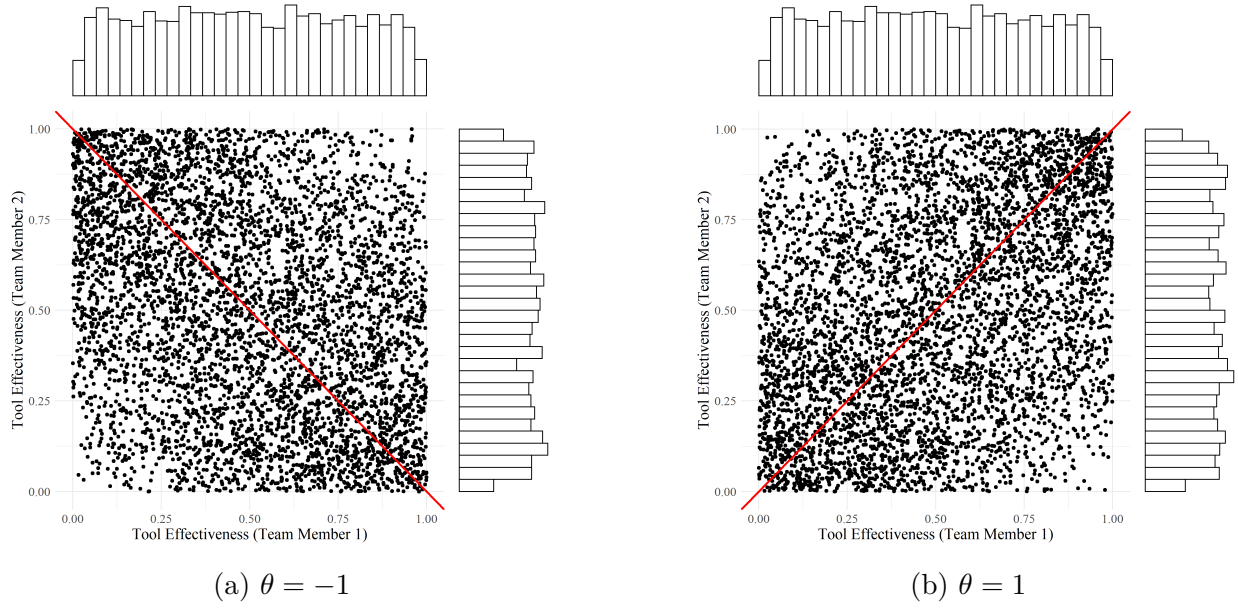 1.00
0.75
0.50
0.25
0.00
Tool Effectiveness (Team Member 2)
0.00 0.25 0.50 0.75 1.00
Tool Effectiveness (Team Member 1)
(a) θ = −1
1.00
0.75
0.50
0.25
0.00
Tool Effectiveness (Team Member 2)
0.00 0.25 0.50 0.75 1.00
Tool Effectiveness (Team Member 1)
(b) θ = 1